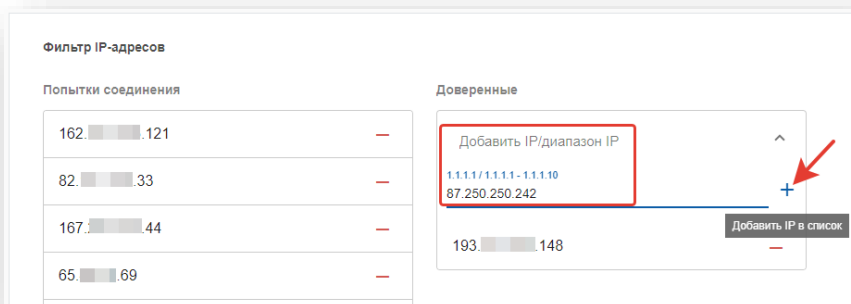 Фильтр IP-адресов
Попытки соединения
162. .121
82. .33
167. .44
65. .69
Доверенные
Добавить IP/диапазон IP
1.1.1.1 / 1.1.1.1 - 1.1.1.10
87.250.250.242
Добавить IP в список
193. .148